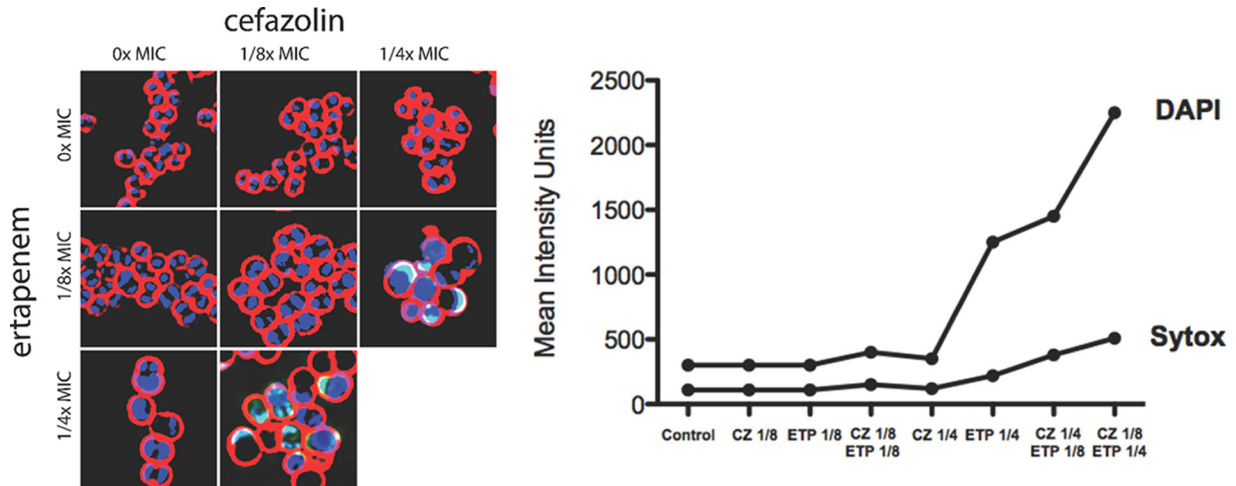 cefazolin
0x MIC
1/8x MIC
1/4x MIC
ertapenem
0x MIC
1/8x MIC
1/4x MIC
Mean Intensity Units
2500
2000
1500
1000
500
0
DAPI
Sytox
Control
CZ 1/8
ETP 1/8
CZ 1/8
ETP 1/8
CZ 1/4
ETP 1/4
CZ 1/4
ETP 1/8
CZ 1/8
ETP 1/4